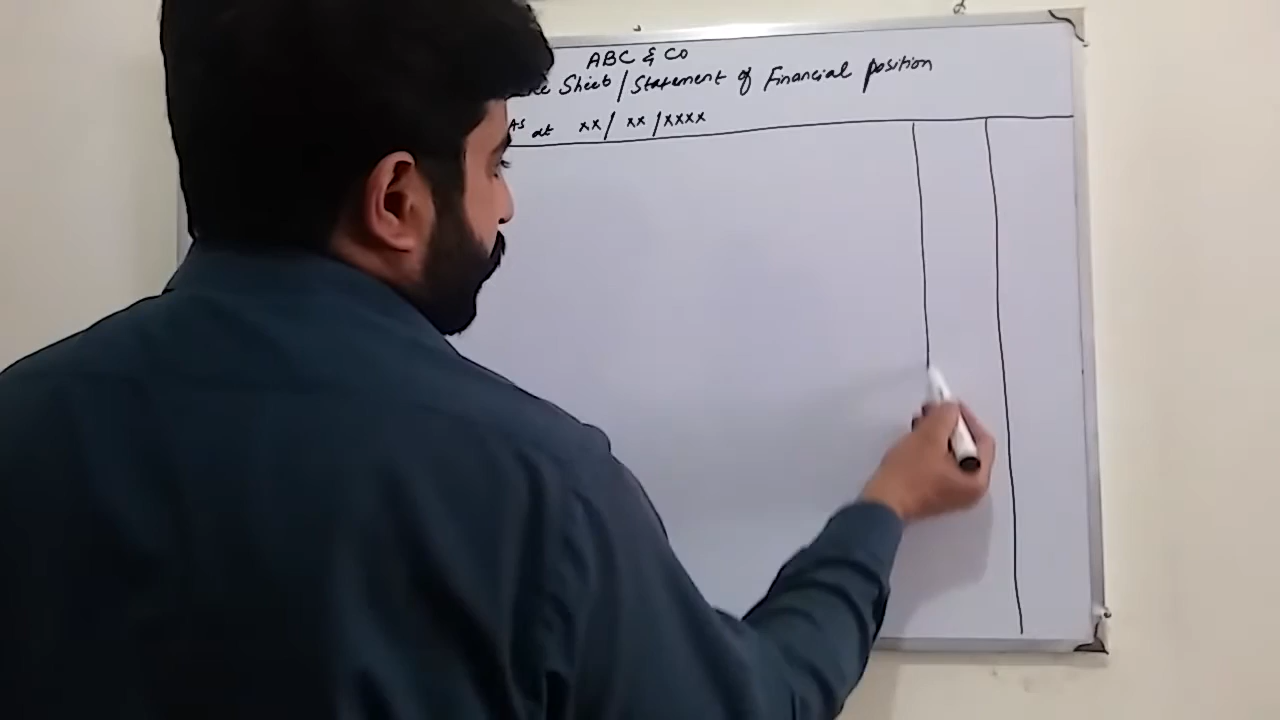 ABC & Co
Sheet / Statement of Financial position
As at xx / xx / xxxx